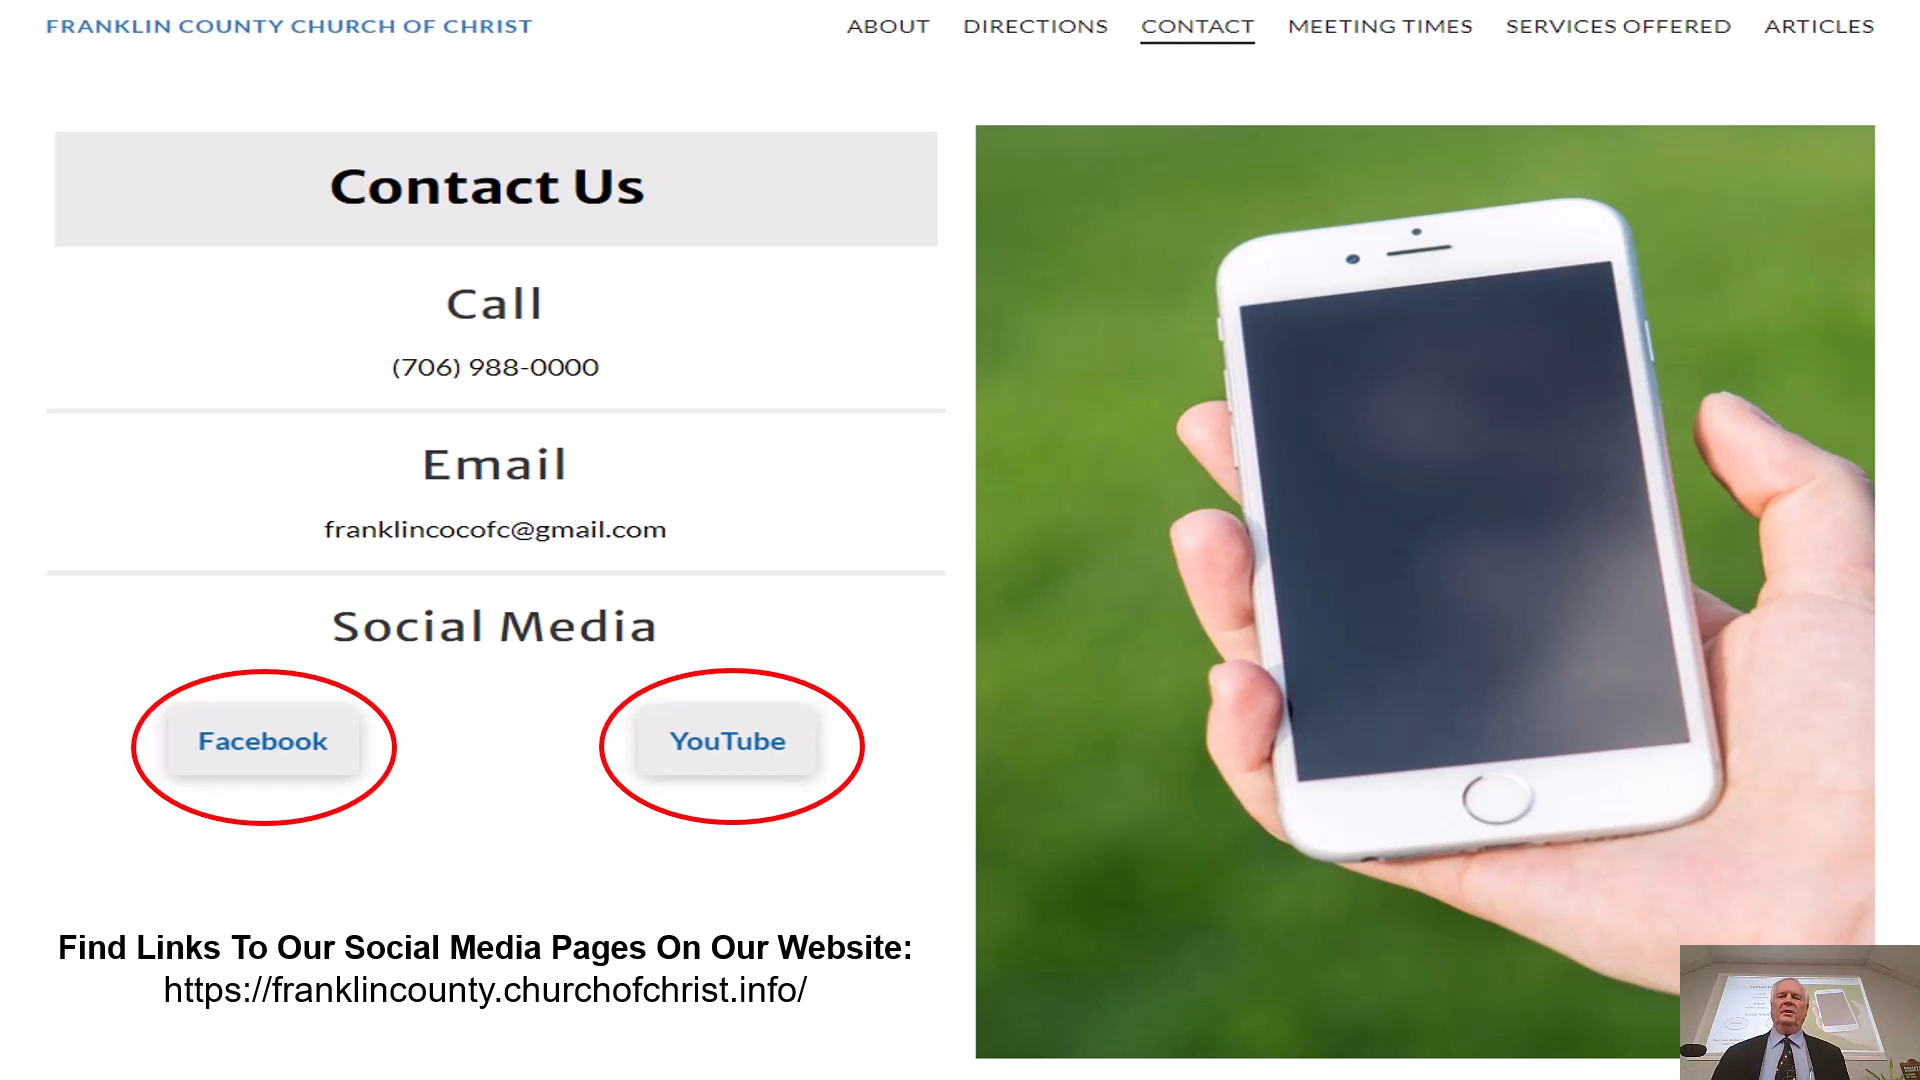 FRANKLIN COUNTY CHURCH OF CHRIST
ABOUT DIRECTIONS CONTACT MEETING TIMES SERVICES OFFERED ARTICLES
Contact Us
Call
(706) 988-0000
Email
franklincocofc@gmail.com
Social Media
Facebook YouTube
Find Links To Our Social Media Pages On Our Website:
https://franklincounty.churchofchrist.info/